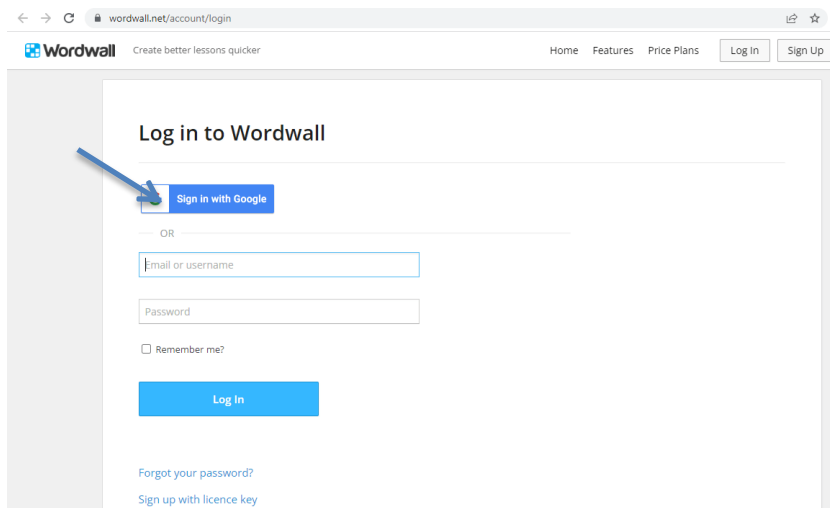 wordwall.net/account/login
Wordwall Create better lessons quicker Home Features Price Plans Log In Sign Up
Log in to Wordwall
Sign in with Google
OR
Email or username
Password
Remember me?
Log In
Forgot your password?
Sign up with licence key